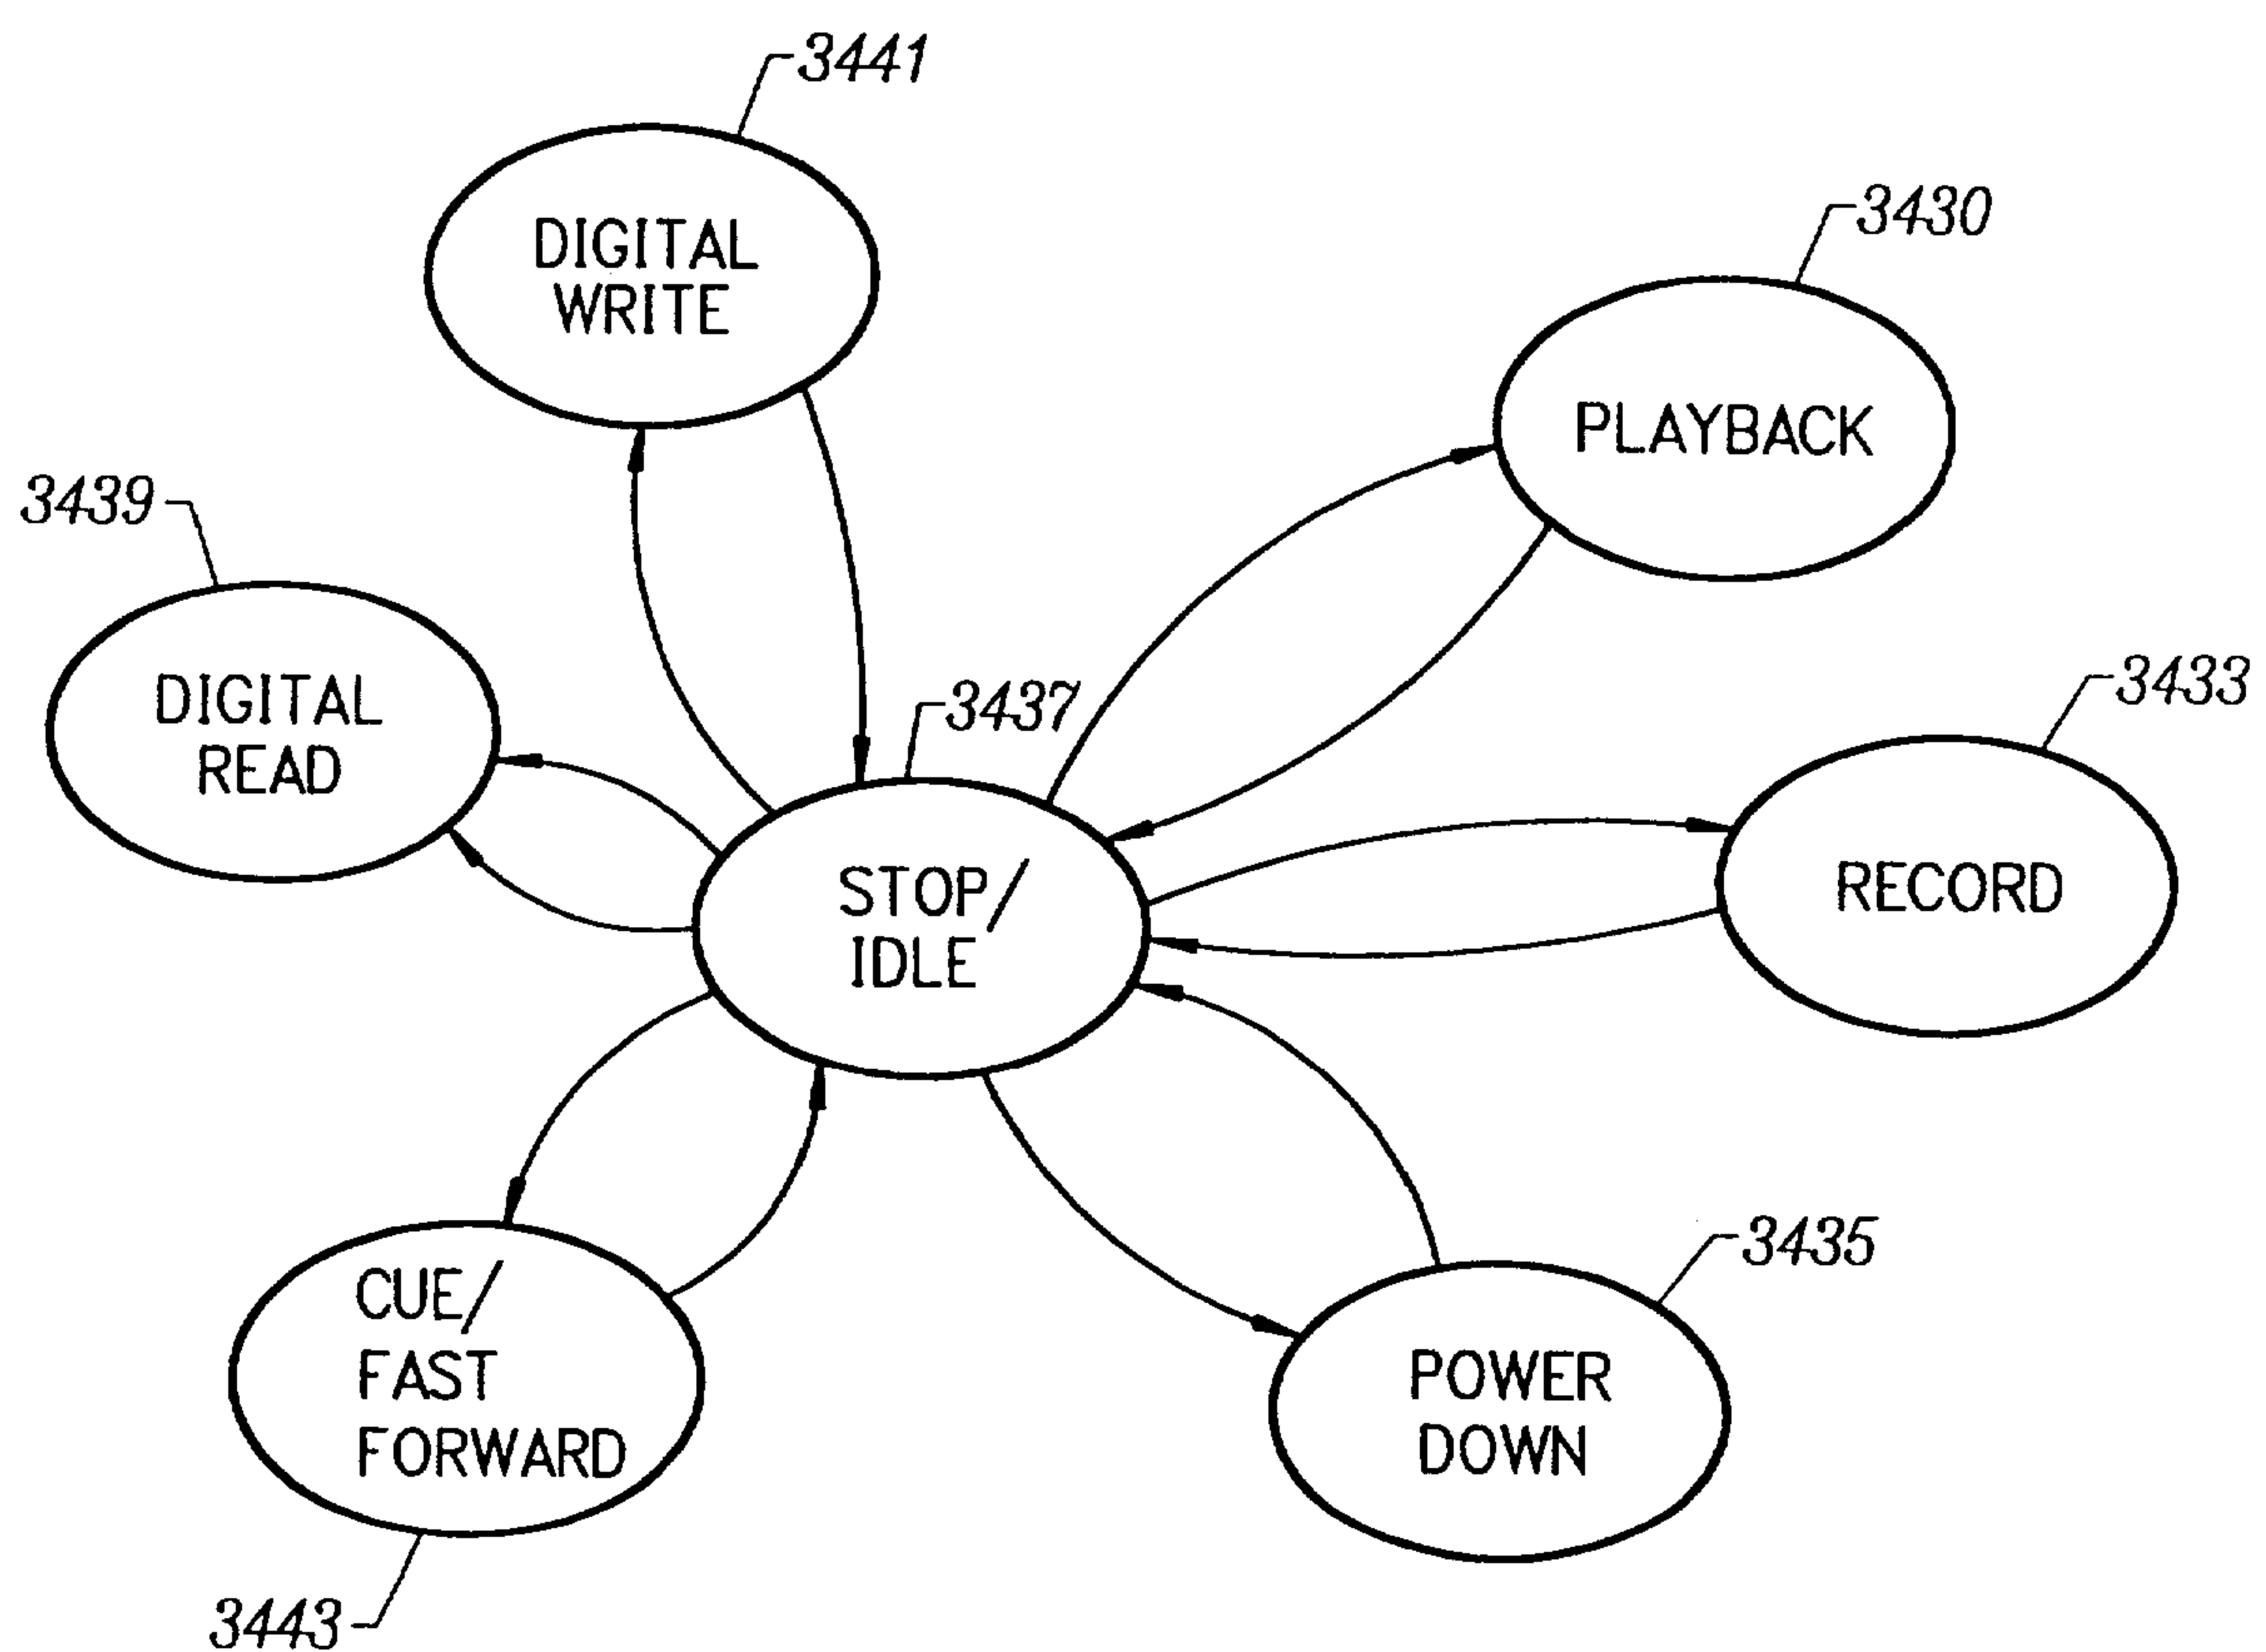 3441
DIGITAL
WRITE
3430
PLAYBACK
3439
DIGITAL
READ
3437
STOP/
IDLE
3433
RECORD
CUE/
FAST
FORWARD
3443
3435
POWER
DOWN